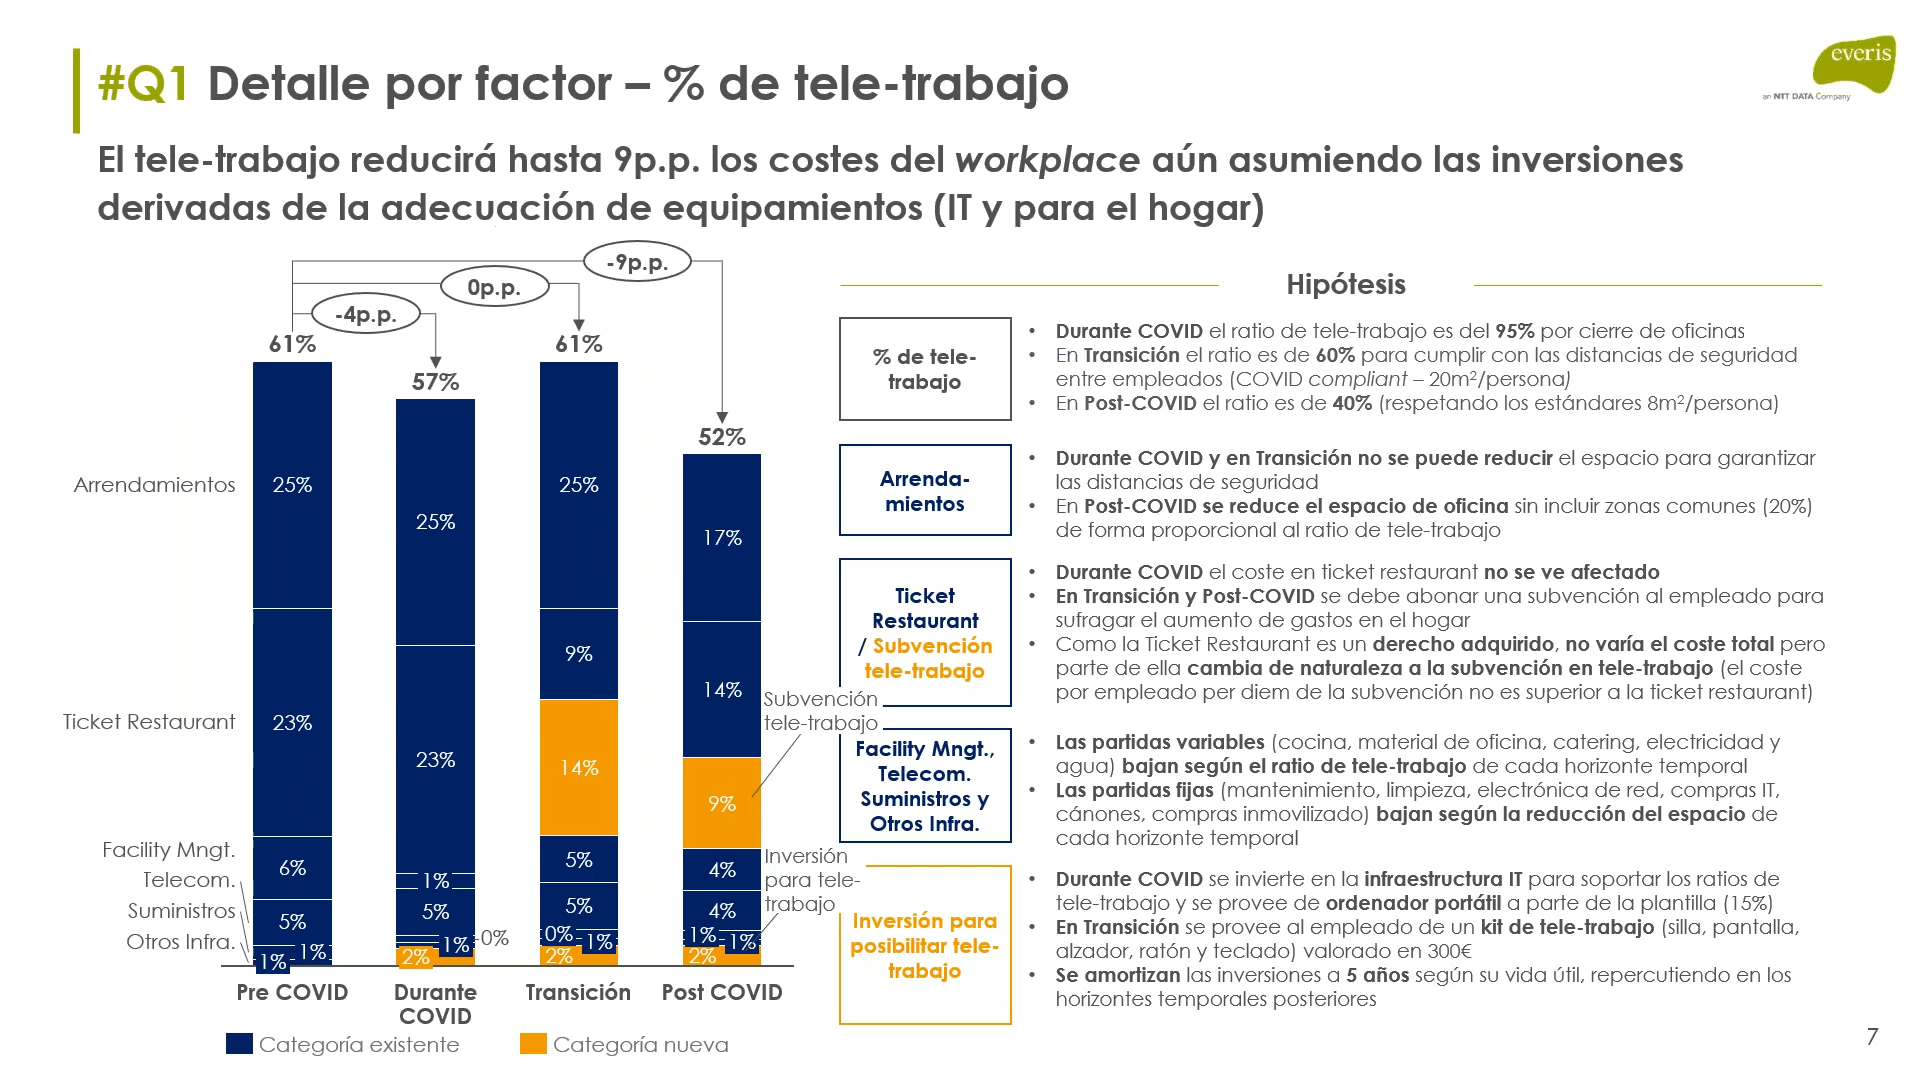 #Q1 Detalle por factor – % de tele-trabajo
everis
an NTT DATA Company
El tele-trabajo reducirá hasta 9p.p. los costes del workplace aún asumiendo las inversiones
derivadas de la adecuación de equipamientos (IT y para el hogar)
-9p.p.
0p.p.
-4p.p.
61%
57%
61%
52%
Arrendamientos
25%
25%
25%
17%
Ticket Restaurant
23%
23%
9%
14%
14%
9%
Subvención
tele-trabajo
Facility Mngt.
6%
1%
5%
4%
Telecom.
5%
5%
5%
4%
Suministros
1%
1%
0%
1%
Otros Infra.
1%
0%
1%
1%
2%
2%
2%
Inversión
para tele-
trabajo
Pre COVID
Durante
COVID
Transición
Post COVID
Categoría existente
Categoría nueva
Hipótesis
% de tele-
trabajo
• Durante COVID el ratio de tele-trabajo es del 95% por cierre de oficinas
• En Transición el ratio es de 60% para cumplir con las distancias de seguridad
entre empleados (COVID compliant – 20m²/persona)
• En Post-COVID el ratio es de 40% (respetando los estándares 8m²/persona)
Arrenda-
mientos
• Durante COVID y en Transición no se puede reducir el espacio para garantizar
las distancias de seguridad
• En Post-COVID se reduce el espacio de oficina sin incluir zonas comunes (20%)
de forma proporcional al ratio de tele-trabajo
Ticket
Restaurant
/ Subvención
tele-trabajo
• Durante COVID el coste en ticket restaurant no se ve afectado
• En Transición y Post-COVID se debe abonar una subvención al empleado para
sufragar el aumento de gastos en el hogar
• Como la Ticket Restaurant es un derecho adquirido, no varía el coste total pero
parte de ella cambia de naturaleza a la subvención en tele-trabajo (el coste
por empleado per diem de la subvención no es superior a la ticket restaurant)
Facility Mngt.,
Telecom.
Suministros y
Otros Infra.
• Las partidas variables (cocina, material de oficina, catering, electricidad y
agua) bajan según el ratio de tele-trabajo de cada horizonte temporal
• Las partidas fijas (mantenimiento, limpieza, electrónica de red, compras IT,
cánones, compras inmovilizado) bajan según la reducción del espacio de
cada horizonte temporal
Inversión para
posibilitar tele-
trabajo
• Durante COVID se invierte en la infraestructura IT para soportar los ratios de
tele-trabajo y se provee de ordenador portátil a parte de la plantilla (15%)
• En Transición se provee al empleado de un kit de tele-trabajo (silla, pantalla,
alzador, ratón y teclado) valorado en 300€
• Se amortizan las inversiones a 5 años según su vida útil, repercutiendo en los
horizontes temporales posteriores
7